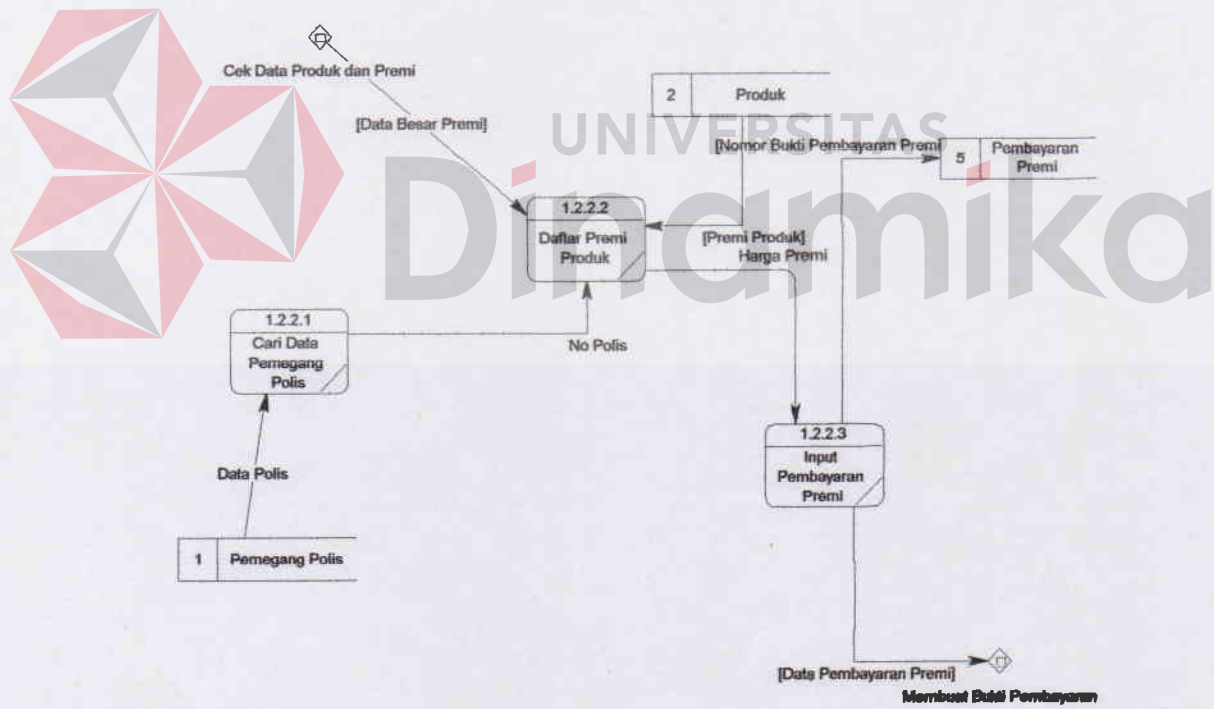 Cek Data Produk dan Premi
[Data Besar Premi]
2
Produk
UNIVERSITAS
Dinamika
[Nomor Bukti Pembayaran Premi
5
Pembayaran
Premi
1.2.2.2
Daftar Premi
Produk
[Premi Produk]
Harga Premi
1.2.2.1
Cari Data
Pemegang
Polis
No Polis
1.2.2.3
Input
Pembayaran
Premi
Data Polis
1
Pemegang Polis
[Data Pembayaran Premi]
Membuat Bukti Pembayaran